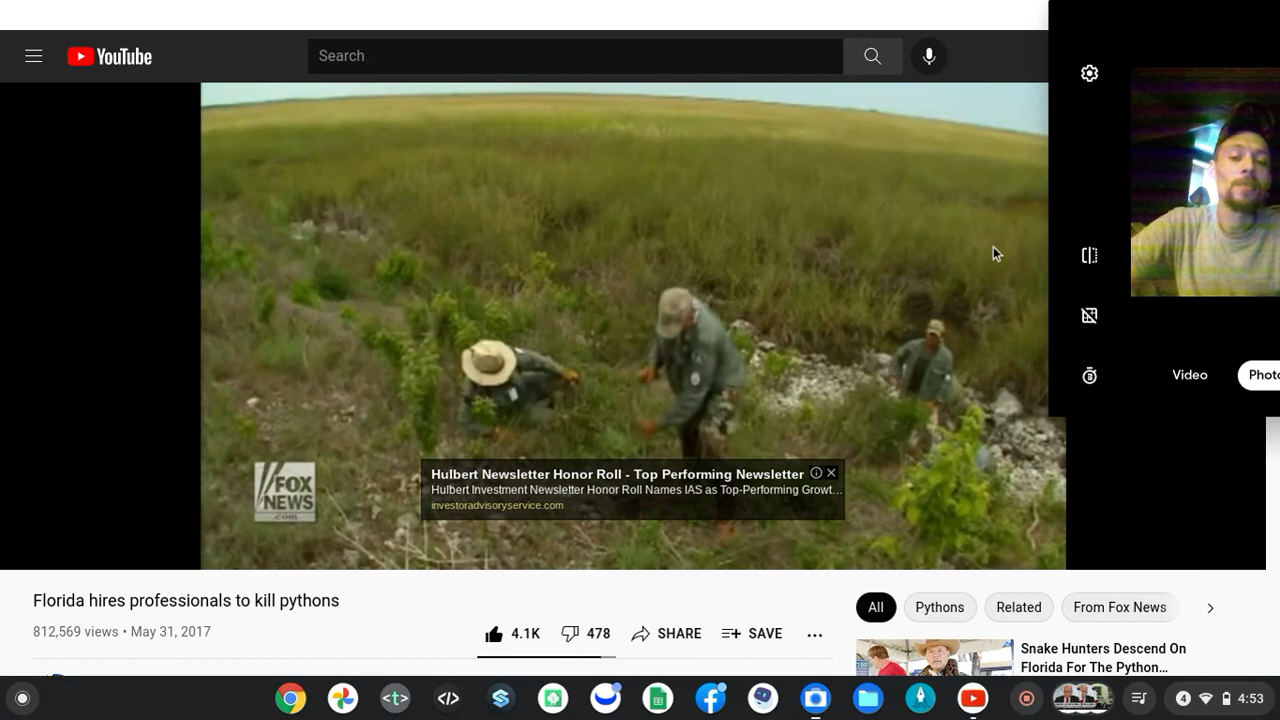 YouTube
Search
Hulbert Newsletter Honor Roll - Top Performing Newsletter
Hulbert Investment Newsletter Honor Roll Names IAS as Top-Performing Growt...
investoradvisoryservice.com
FOX
NEWS
.com
Video
Photo
Florida hires professionals to kill pythons
812,569 views • May 31, 2017
4.1K
478
SHARE
SAVE
All
Pythons
Related
From Fox News
Snake Hunters Descend On
Florida For The Python...
4
4:53